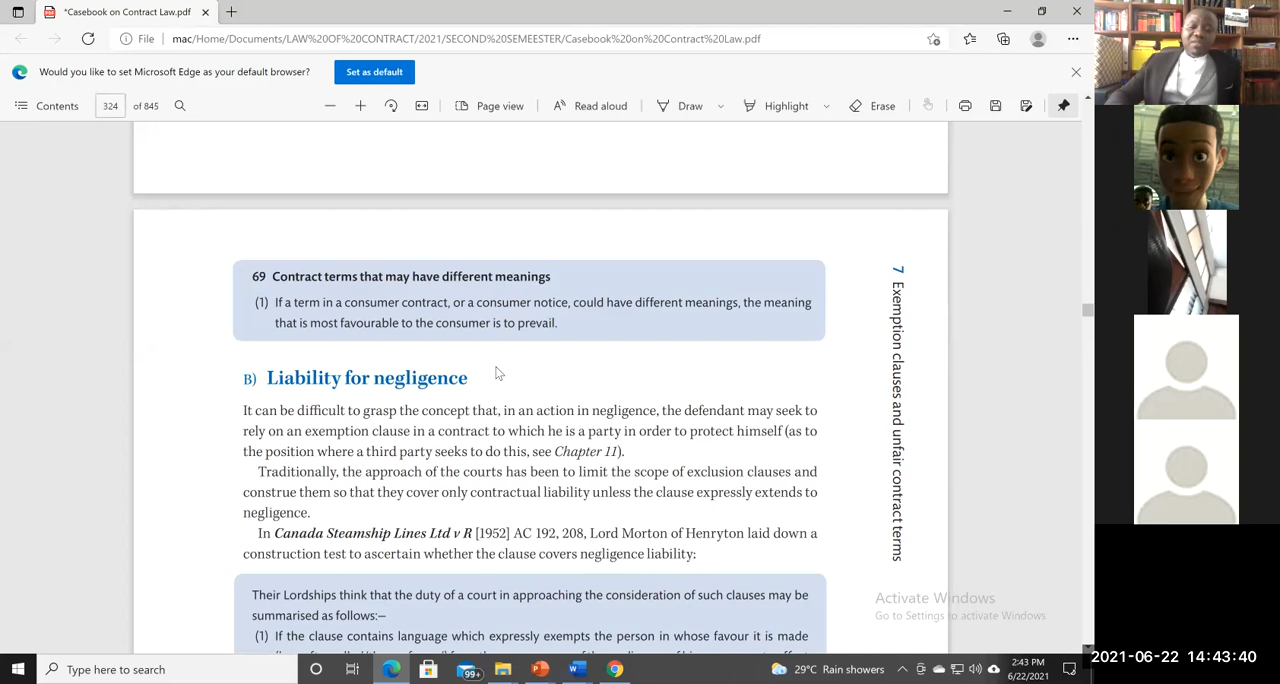 *Casebook on Contract Law.pdf
File
mac/Home/Documents/LAW%20OF%20CONTRACT/2021/SECOND%20SEMEESTER/Casebook%20on%20Contract%20Law.pdf
Would you like to set Microsoft Edge as your default browser?
Set as default
Contents
324
of 845
Page view
Read aloud
Draw
Highlight
Erase
69 Contract terms that may have different meanings
(1) If a term in a consumer contract, or a consumer notice, could have different meanings, the meaning
that is most favourable to the consumer is to prevail.
B) Liability for negligence
It can be difficult to grasp the concept that, in an action in negligence, the defendant may seek to
rely on an exemption clause in a contract to which he is a party in order to protect himself (as to
the position where a third party seeks to do this, see Chapter 11).
Traditionally, the approach of the courts has been to limit the scope of exclusion clauses and
construe them so that they cover only contractual liability unless the clause expressly extends to
negligence.
In Canada Steamship Lines Ltd v R [1952] AC 192, 208, Lord Morton of Henryton laid down a
construction test to ascertain whether the clause covers negligence liability:
Their Lordships think that the duty of a court in approaching the consideration of such clauses may be
summarised as follows:—
(1) If the clause contains language which expressly exempts the person in whose favour it is made
7 Exemption clauses and unfair contract terms
Activate Windows
Go to Settings to activate Windows.
Type here to search
99+
29°C Rain showers
2:43 PM
6/22/2021
2021-06-22 14:43:40